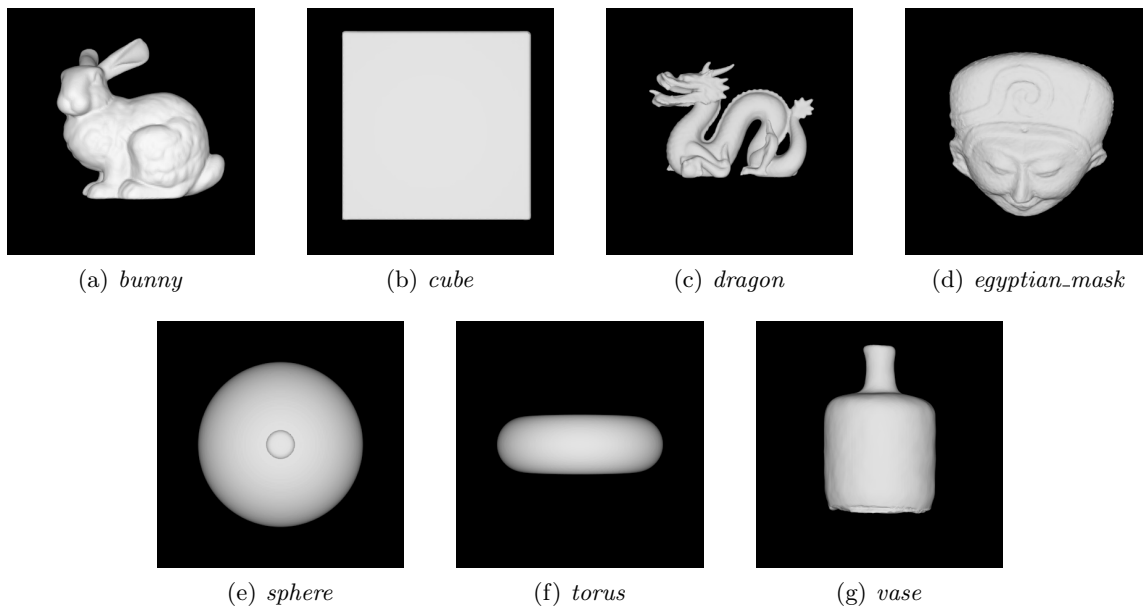 (a) bunny
(b) cube
(c) dragon
(d) egyptian_mask
(e) sphere
(f) torus
(g) vase